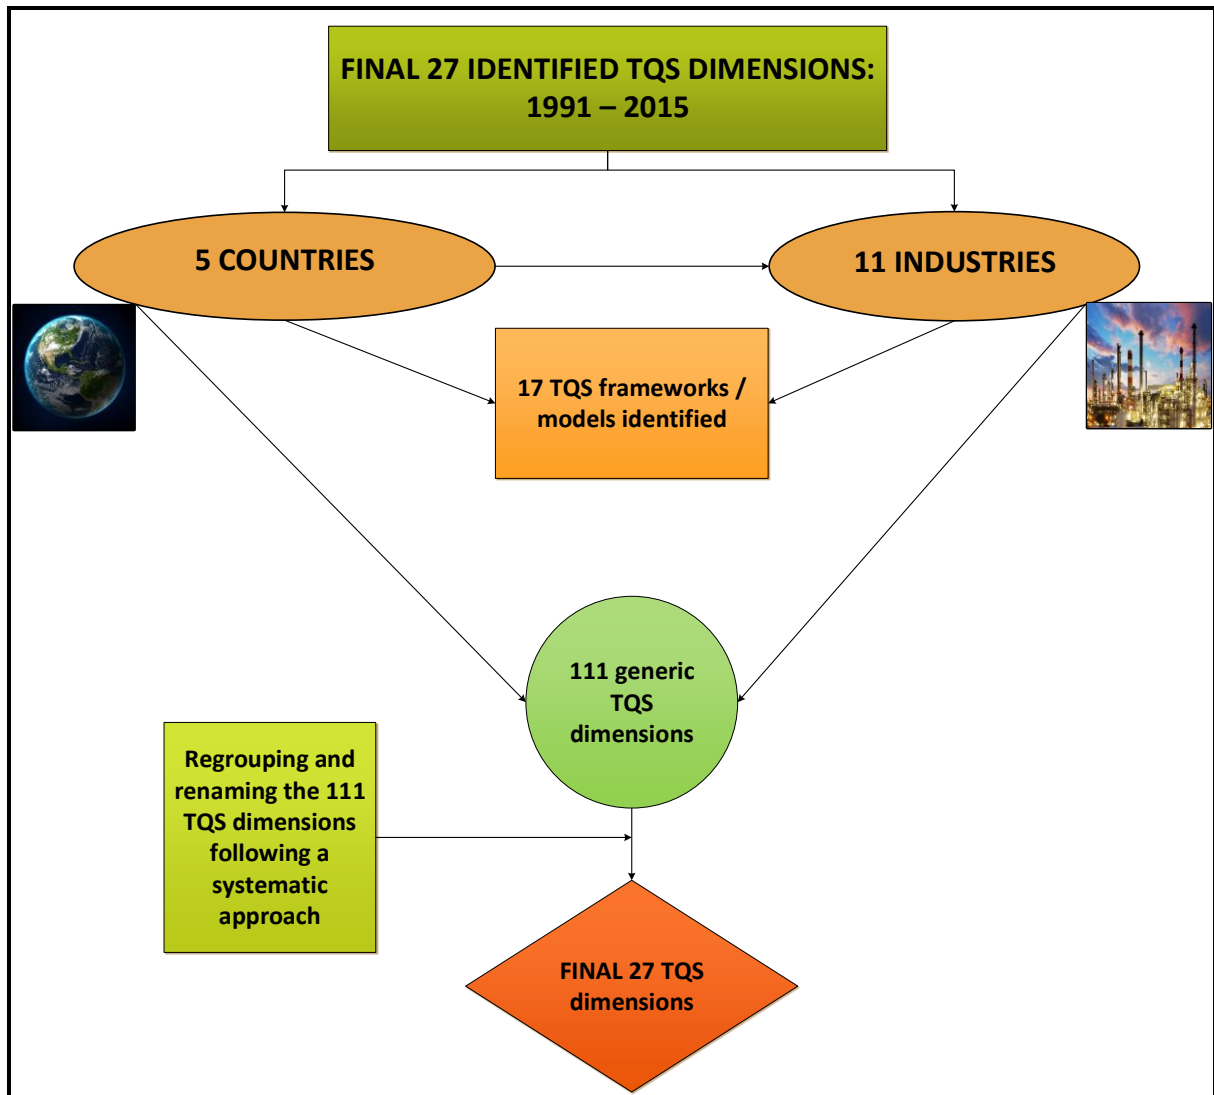 FINAL 27 IDENTIFIED TQS DIMENSIONS:
1991 – 2015
5 COUNTRIES
11 INDUSTRIES
17 TQS frameworks /
models identified
111 generic
TQS
dimensions
Regrouping and
renaming the 111
TQS dimensions
following a
systematic
approach
FINAL 27 TQS
dimensions